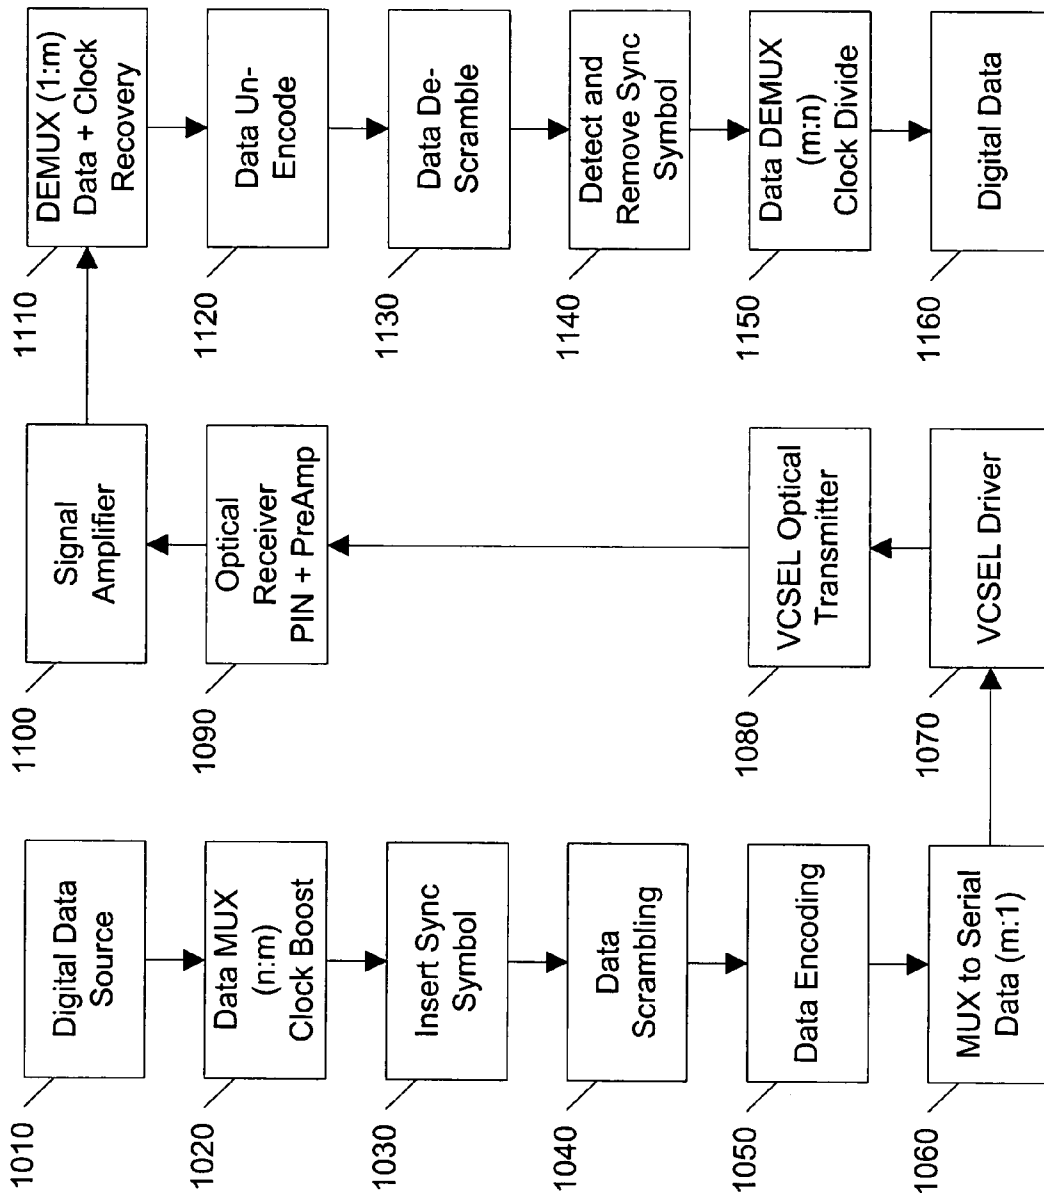 1010
Digital Data
Source
1020
Data MUX
(n:m)
Clock Boost
1030
Insert Sync
Symbol
1040
Data
Scrambling
1050
Data Encoding
1060
MUX to Serial
Data (m:1)
1070
VCSEL Driver
1080
VCSEL Optical
Transmitter
1090
Optical
Receiver
PIN + PreAmp
1100
Signal
Amplifier
1110
DEMUX (1:m)
Data + Clock
Recovery
1120
Data Un-
Encode
1130
Data De-
Scramble
1140
Detect and
Remove Sync
Symbol
1150
Data DEMUX
(m:n)
Clock Divide
1160
Digital Data